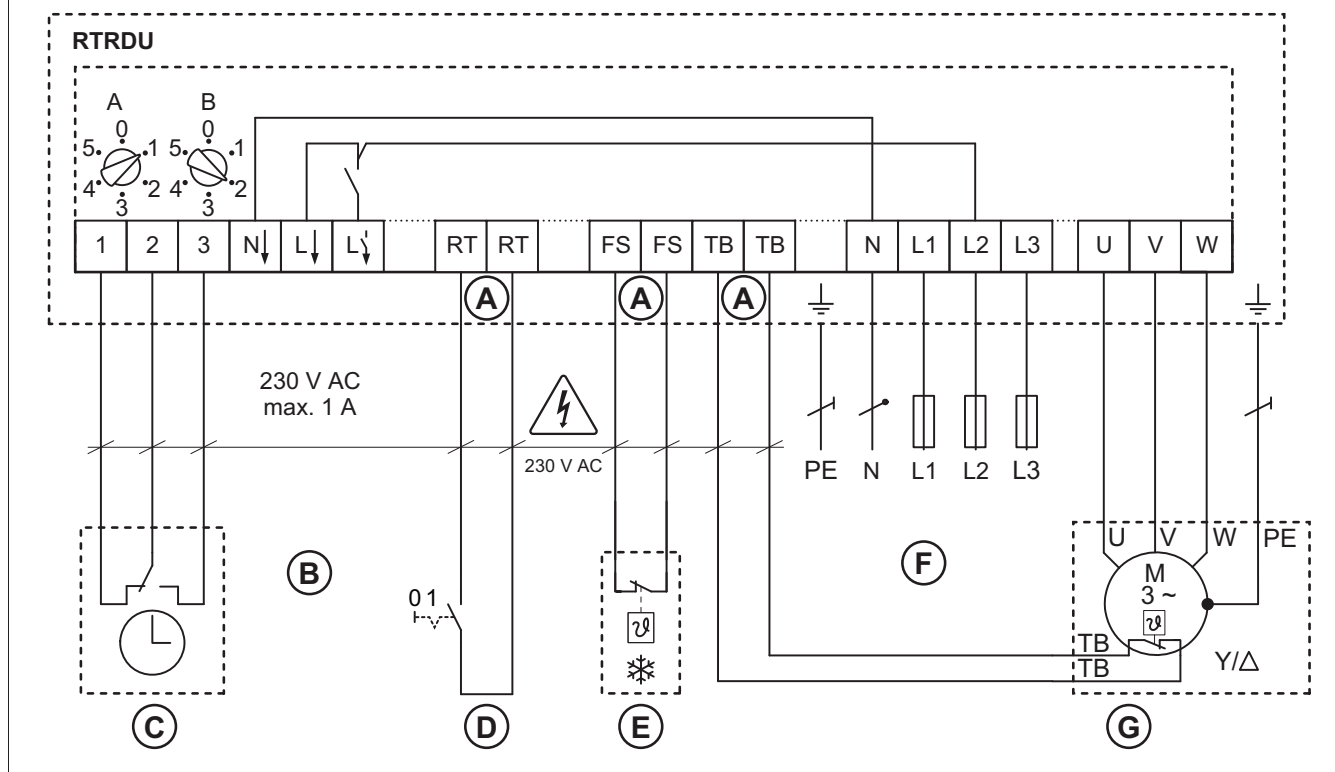 RTRDU
A B
0 0
5 1 5 1
4 2 4 2
3 3
1 2 3 N L L RT RT FS FS TB TB N L1 L2 L3 U V W
A A A
230 V AC
max. 1 A
230 V AC
PE N L1 L2 L3
U V W PE
M
3 ~
ϑ
TB
TB
Y/△
B
F
0 1
ϑ
C D E G